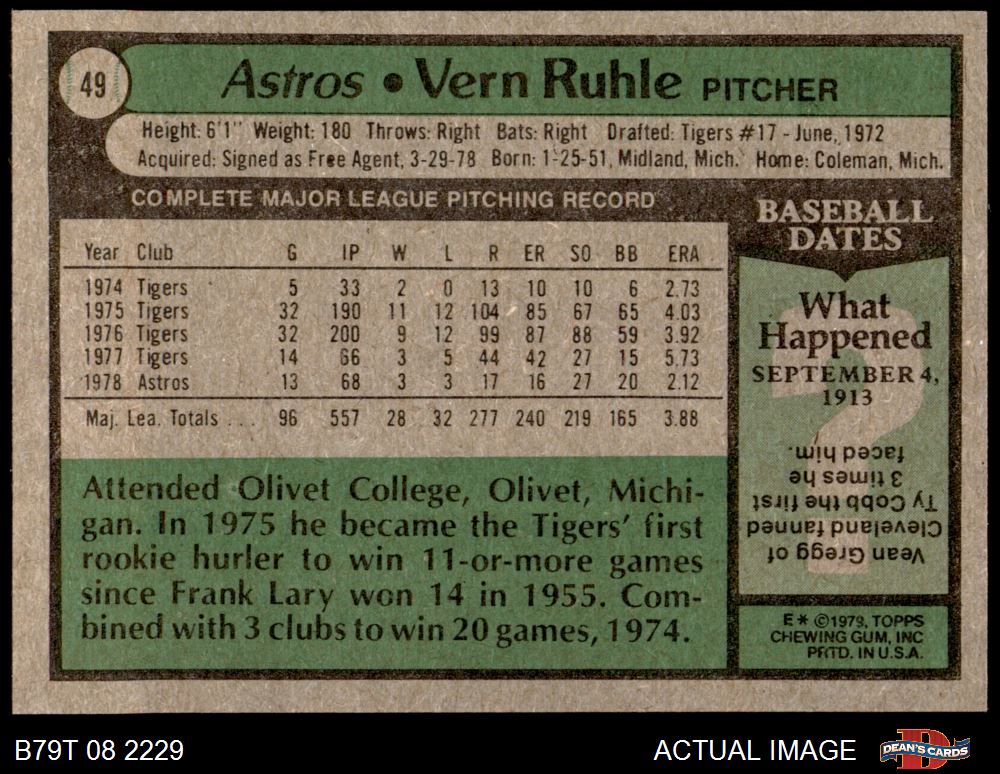 49
Astros • Vern Ruhle PITCHER
Height: 6'1" Weight: 180 Throws: Right Bats: Right Drafted: Tigers #17 - June, 1972
Acquired: Signed as Free Agent, 3-29-78 Born: 1-25-51, Midland, Mich. Home: Coleman, Mich.
COMPLETE MAJOR LEAGUE PITCHING RECORD
Year Club G IP W L R ER SO BB ERA
1974 Tigers 5 33 2 0 13 10 10 6 2.73
1975 Tigers 32 190 11 12 104 85 67 65 4.03
1976 Tigers 32 200 9 12 99 87 88 59 3.92
1977 Tigers 14 66 3 5 44 42 27 15 5.73
1978 Astros 13 68 3 3 17 16 27 20 2.12
Maj. Lea. Totals . . . 96 557 28 32 277 240 219 165 3.88
Attended Olivet College, Olivet, Michi-
gan. In 1975 he became the Tigers' first
rookie hurler to win 11-or-more games
since Frank Lary won 14 in 1955. Com-
bined with 3 clubs to win 20 games, 1974.
BASEBALL
DATES
What
Happened
SEPTEMBER 4,
1913
Vean Gregg of
Cleveland fanned
Ty Cobb the first
3 times he
faced him.
E* ©1979, TOPPS
CHEWING GUM, INC
PRTD. IN U.S.A.
B79T 08 2229
ACTUAL IMAGE
DEAN'S CARDS